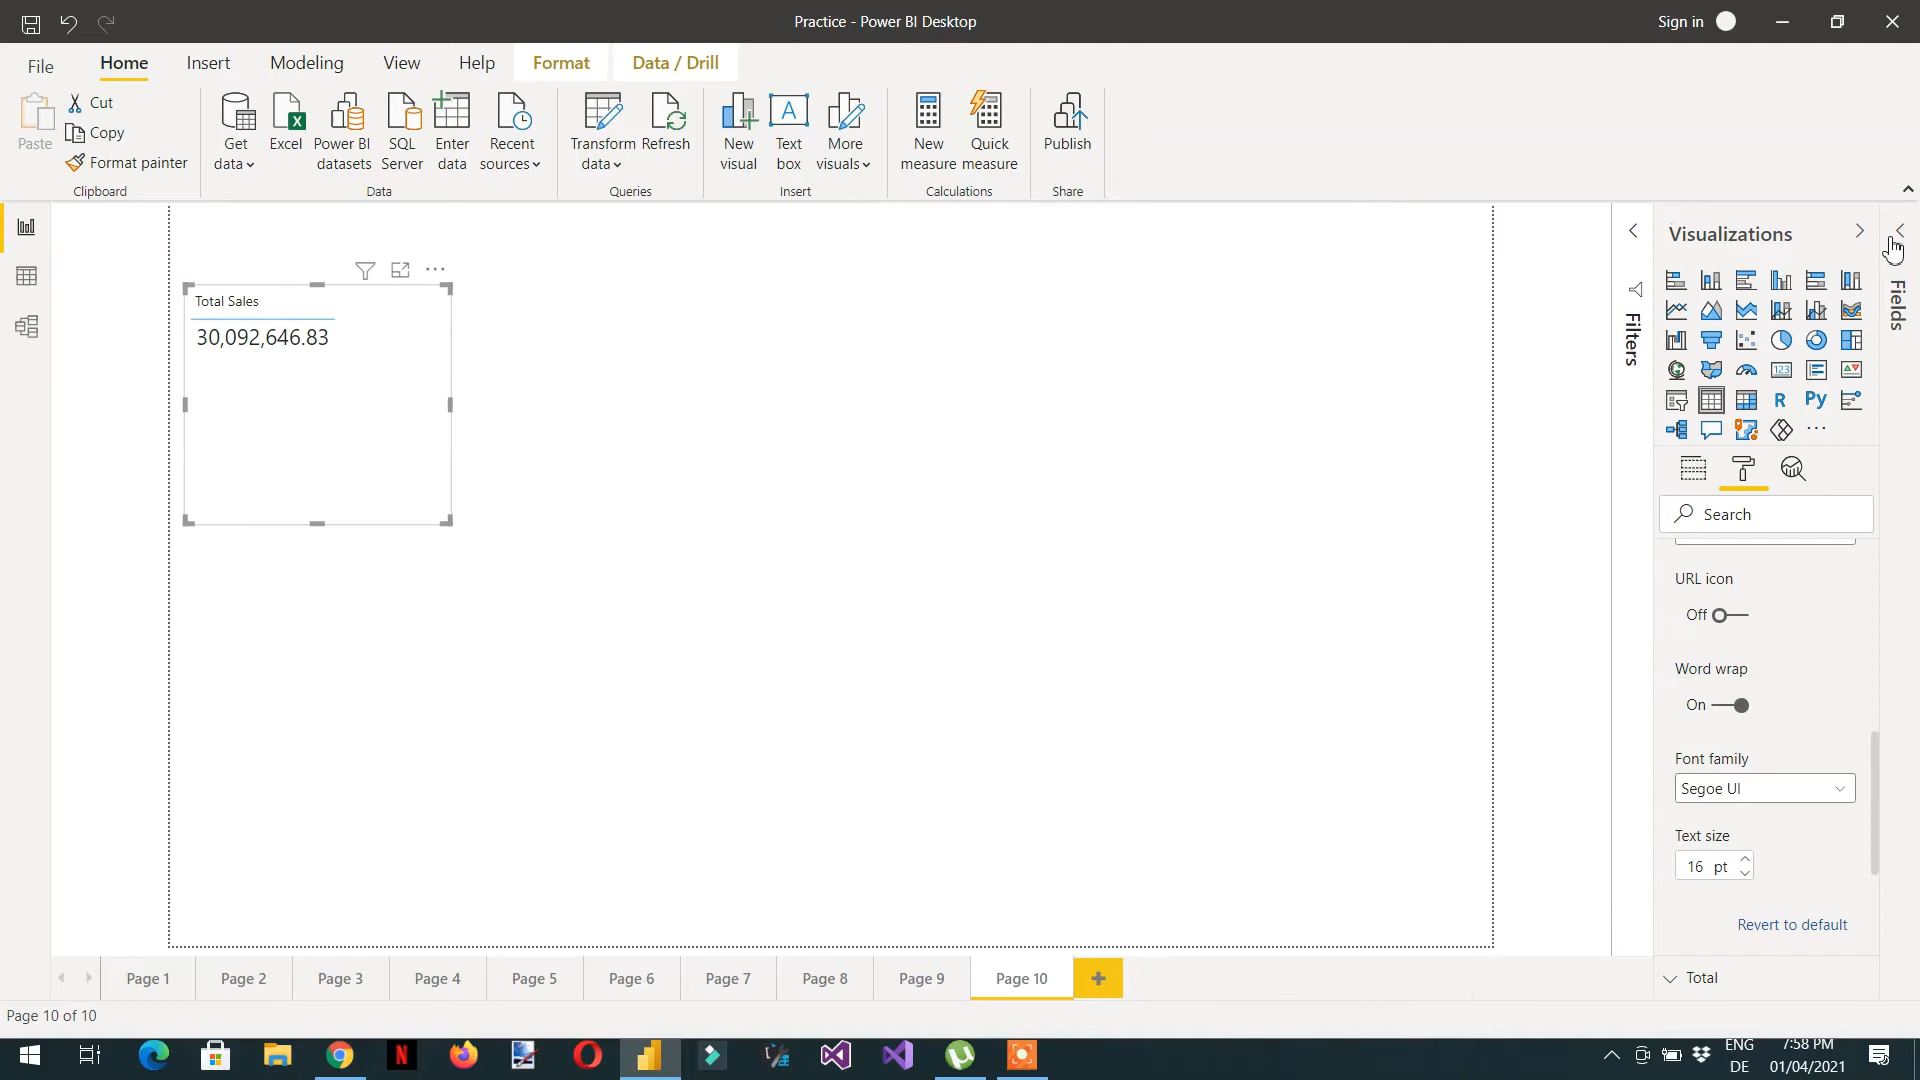 Practice - Power BI Desktop
Sign in
File
Home
Insert
Modeling
View
Help
Format
Data / Drill
Paste
Cut
Copy
Format painter
Clipboard
Get data
Excel
Power BI datasets
SQL Server
Enter data
Recent sources
Data
Transform data
Refresh
Queries
New visual
Text box
More visuals
Insert
New measure
Quick measure
Calculations
Publish
Share
Total Sales
30,092,646.83
Filters
Visualizations
Fields
123
R
Py
Search
URL icon
Off
Word wrap
On
Font family
Segoe UI
Text size
16 pt
Revert to default
Total
Page 1
Page 2
Page 3
Page 4
Page 5
Page 6
Page 7
Page 8
Page 9
Page 10
Page 10 of 10
ENG
DE
7:58 PM
01/04/2021